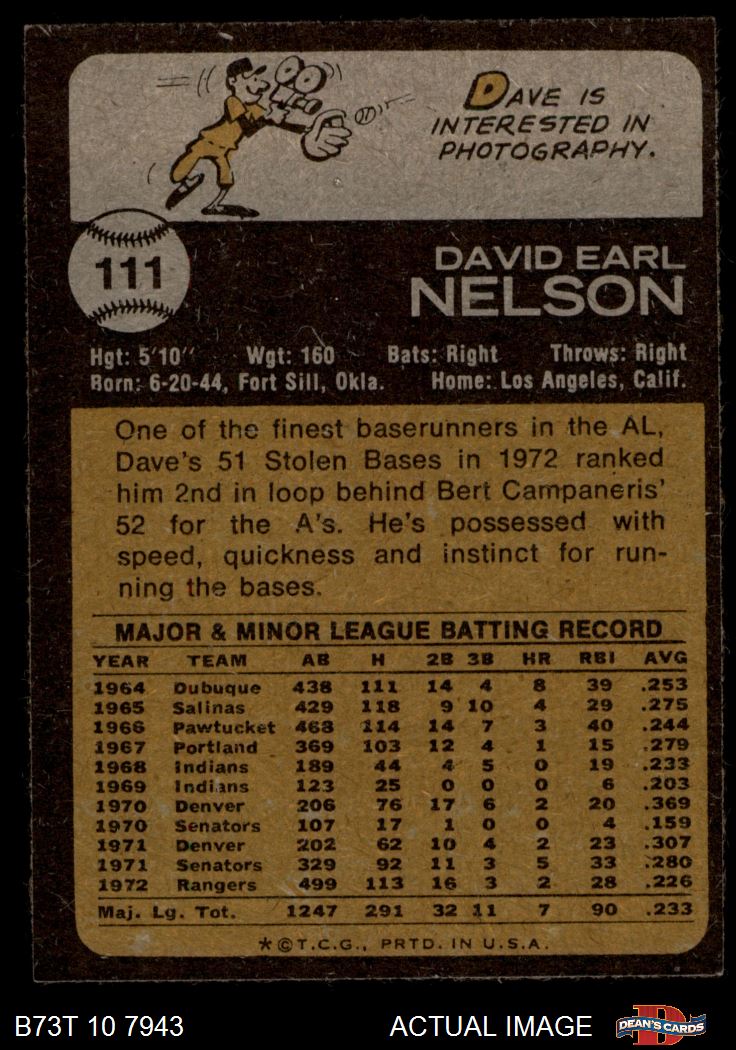 DAVE IS
INTERESTED IN
PHOTOGRAPHY.
111
DAVID EARL
NELSON
Hgt: 5'10" Wgt: 160 Bats: Right Throws: Right
Born: 6-20-44, Fort Sill, Okla. Home: Los Angeles, Calif.
One of the finest baserunners in the AL,
Dave's 51 Stolen Bases in 1972 ranked
him 2nd in loop behind Bert Campaneris'
52 for the A's. He's possessed with
speed, quickness and instinct for run-
ning the bases.
MAJOR & MINOR LEAGUE BATTING RECORD
YEAR TEAM AB H 2B 3B HR RBI AVG
1964 Dubuque 438 111 14 4 8 39 .253
1965 Salinas 429 118 9 10 4 29 .275
1966 Pawtucket 468 114 14 7 3 40 .244
1967 Portland 369 103 12 4 1 15 .279
1968 Indians 189 44 4 5 0 19 .233
1969 Indians 123 25 0 0 0 6 .203
1970 Denver 206 76 17 6 2 20 .369
1970 Senators 107 17 1 0 0 4 .159
1971 Denver 202 62 10 4 2 23 .307
1971 Senators 329 92 11 3 5 33 .280
1972 Rangers 499 113 16 3 2 28 .226
Maj. Lg. Tot. 1247 291 32 11 7 90 .233
*©T.C.G., PRTD. IN U.S.A.
B73T 10 7943 ACTUAL IMAGE D DEAN'S CARDS